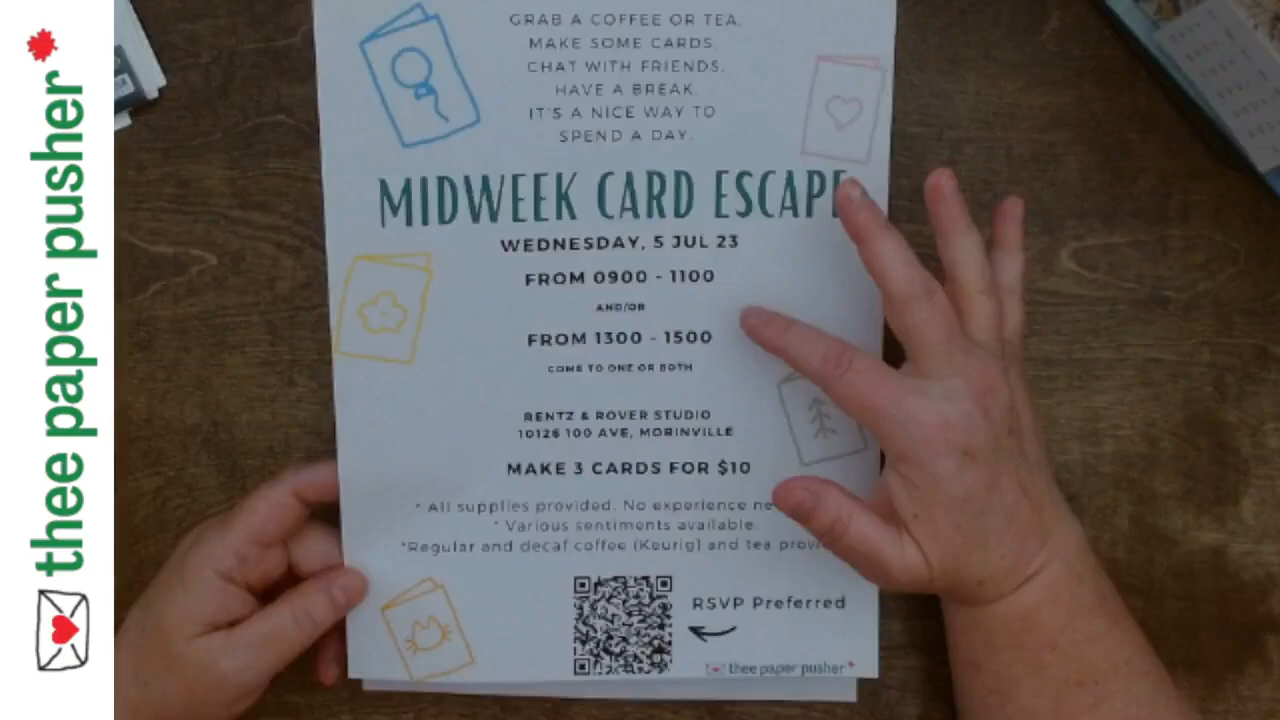 thee paper pusher
GRAB A COFFEE OR TEA.
MAKE SOME CARDS.
CHAT WITH FRIENDS.
HAVE A BREAK.
IT'S A NICE WAY TO
SPEND A DAY.
MIDWEEK CARD ESCAPE
WEDNESDAY, 5 JUL 23
FROM 0900 - 1100
AND/OR
FROM 1300 - 1500
COME TO ONE OR BOTH
RENTZ & ROVER STUDIO
10126 100 AVE, MORINVILLE
MAKE 3 CARDS FOR $10
* All supplies provided. No experience
* Various sentiments available.
*Regular and decaf coffee (Keurig) and tea
RSVP Preferred
thee paper pusher